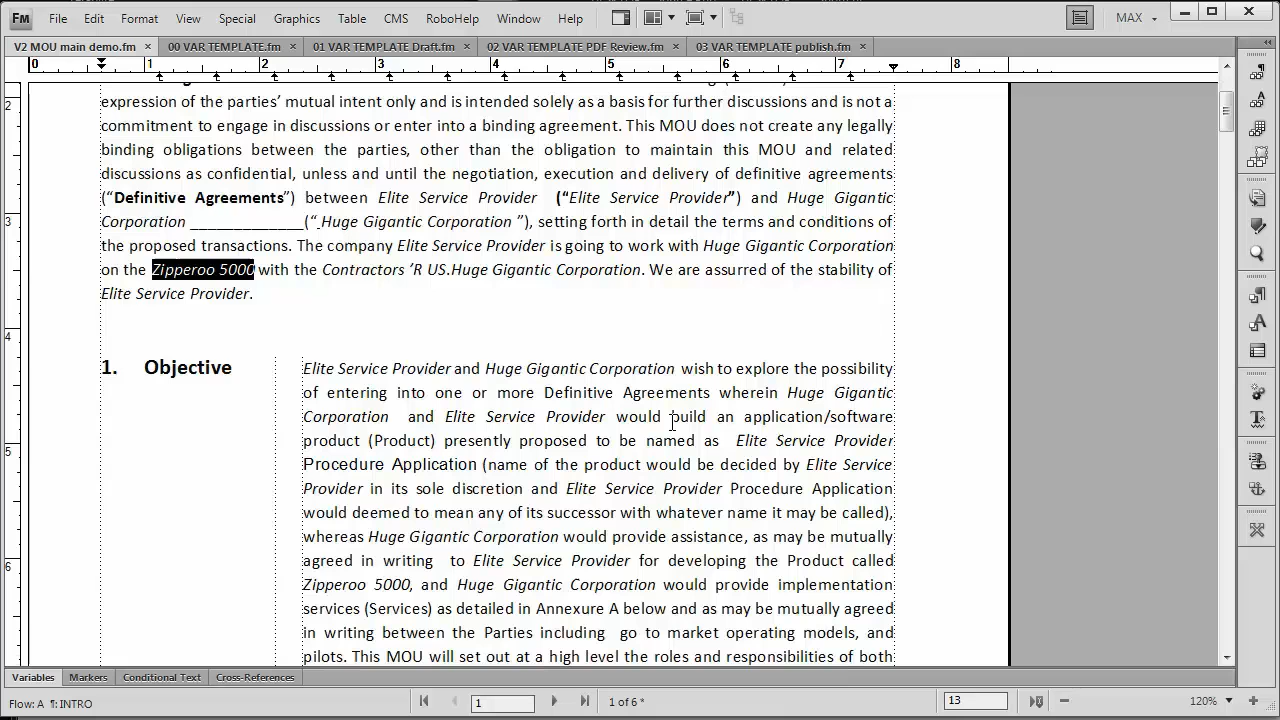 Fm File Edit Format View Special Graphics Table CMS RoboHelp Window Help MAX
V2 MOU main demo.fm 00 VAR TEMPLATE.fm 01 VAR TEMPLATE Draft.fm 02 VAR TEMPLATE PDF Review.fm 03 VAR TEMPLATE publish.fm
0 1 2 3 4 5 6 7 8
2
expression of the parties’ mutual intent only and is intended solely as a basis for further discussions and is not a
commitment to engage in discussions or enter into a binding agreement. This MOU does not create any legally
binding obligations between the parties, other than the obligation to maintain this MOU and related
discussions as confidential, unless and until the negotiation, execution and delivery of definitive agreements
(“Definitive Agreements”) between Elite Service Provider (“Elite Service Provider”) and Huge Gigantic
3
Corporation ______________(“_Huge Gigantic Corporation ”), setting forth in detail the terms and conditions of
the proposed transactions. The company Elite Service Provider is going to work with Huge Gigantic Corporation
on the Zipperoo 5000 with the Contractors ’R US.Huge Gigantic Corporation. We are assurred of the stability of
Elite Service Provider.
4
1. Objective
Elite Service Provider and Huge Gigantic Corporation wish to explore the possibility
of entering into one or more Definitive Agreements wherein Huge Gigantic
Corporation and Elite Service Provider would build an application/software
product (Product) presently proposed to be named as Elite Service Provider
5
Procedure Application (name of the product would be decided by Elite Service
Provider in its sole discretion and Elite Service Provider Procedure Application
would deemed to mean any of its successor with whatever name it may be called),
whereas Huge Gigantic Corporation would provide assistance, as may be mutually
agreed in writing to Elite Service Provider for developing the Product called
6
Zipperoo 5000, and Huge Gigantic Corporation would provide implementation
services (Services) as detailed in Annexure A below and as may be mutually agreed
in writing between the Parties including go to market operating models, and
pilots. This MOU will set out at a high level the roles and responsibilities of both
Variables Markers Conditional Text Cross-References
Flow: A ¶: INTRO 1 1 of 6 * 13 120%